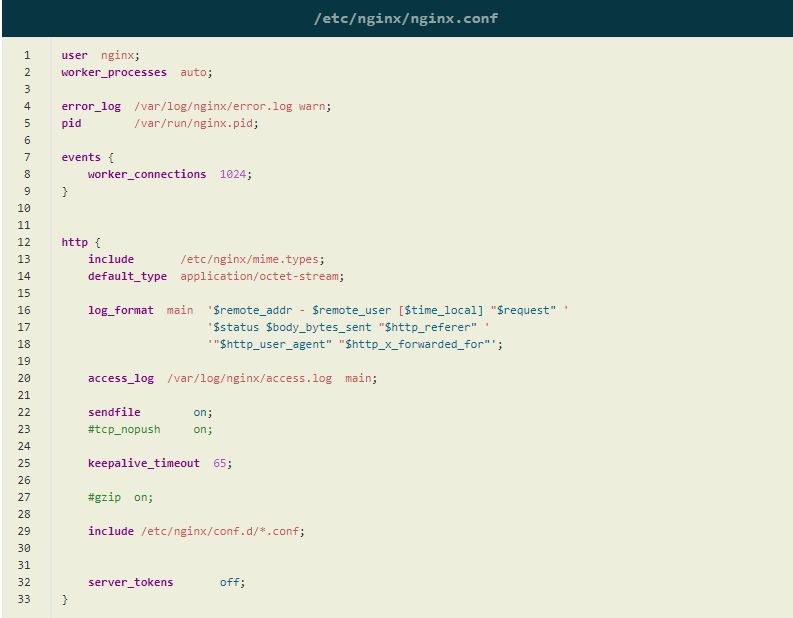 /etc/nginx/nginx.conf
1 user  nginx;
2 worker_processes  auto;
3
4 error_log  /var/log/nginx/error.log warn;
5 pid        /var/run/nginx.pid;
6
7 events {
8     worker_connections  1024;
9 }
10
11
12 http {
13     include       /etc/nginx/mime.types;
14     default_type  application/octet-stream;
15
16     log_format  main  '$remote_addr - $remote_user [$time_local] "$request" '
17                       '$status $body_bytes_sent "$http_referer" '
18                       '"$http_user_agent" "$http_x_forwarded_for"';
19
20     access_log  /var/log/nginx/access.log  main;
21
22     sendfile        on;
23     #tcp_nopush     on;
24
25     keepalive_timeout  65;
26
27     #gzip  on;
28
29     include /etc/nginx/conf.d/*.conf;
30
31
32     server_tokens       off;
33 }